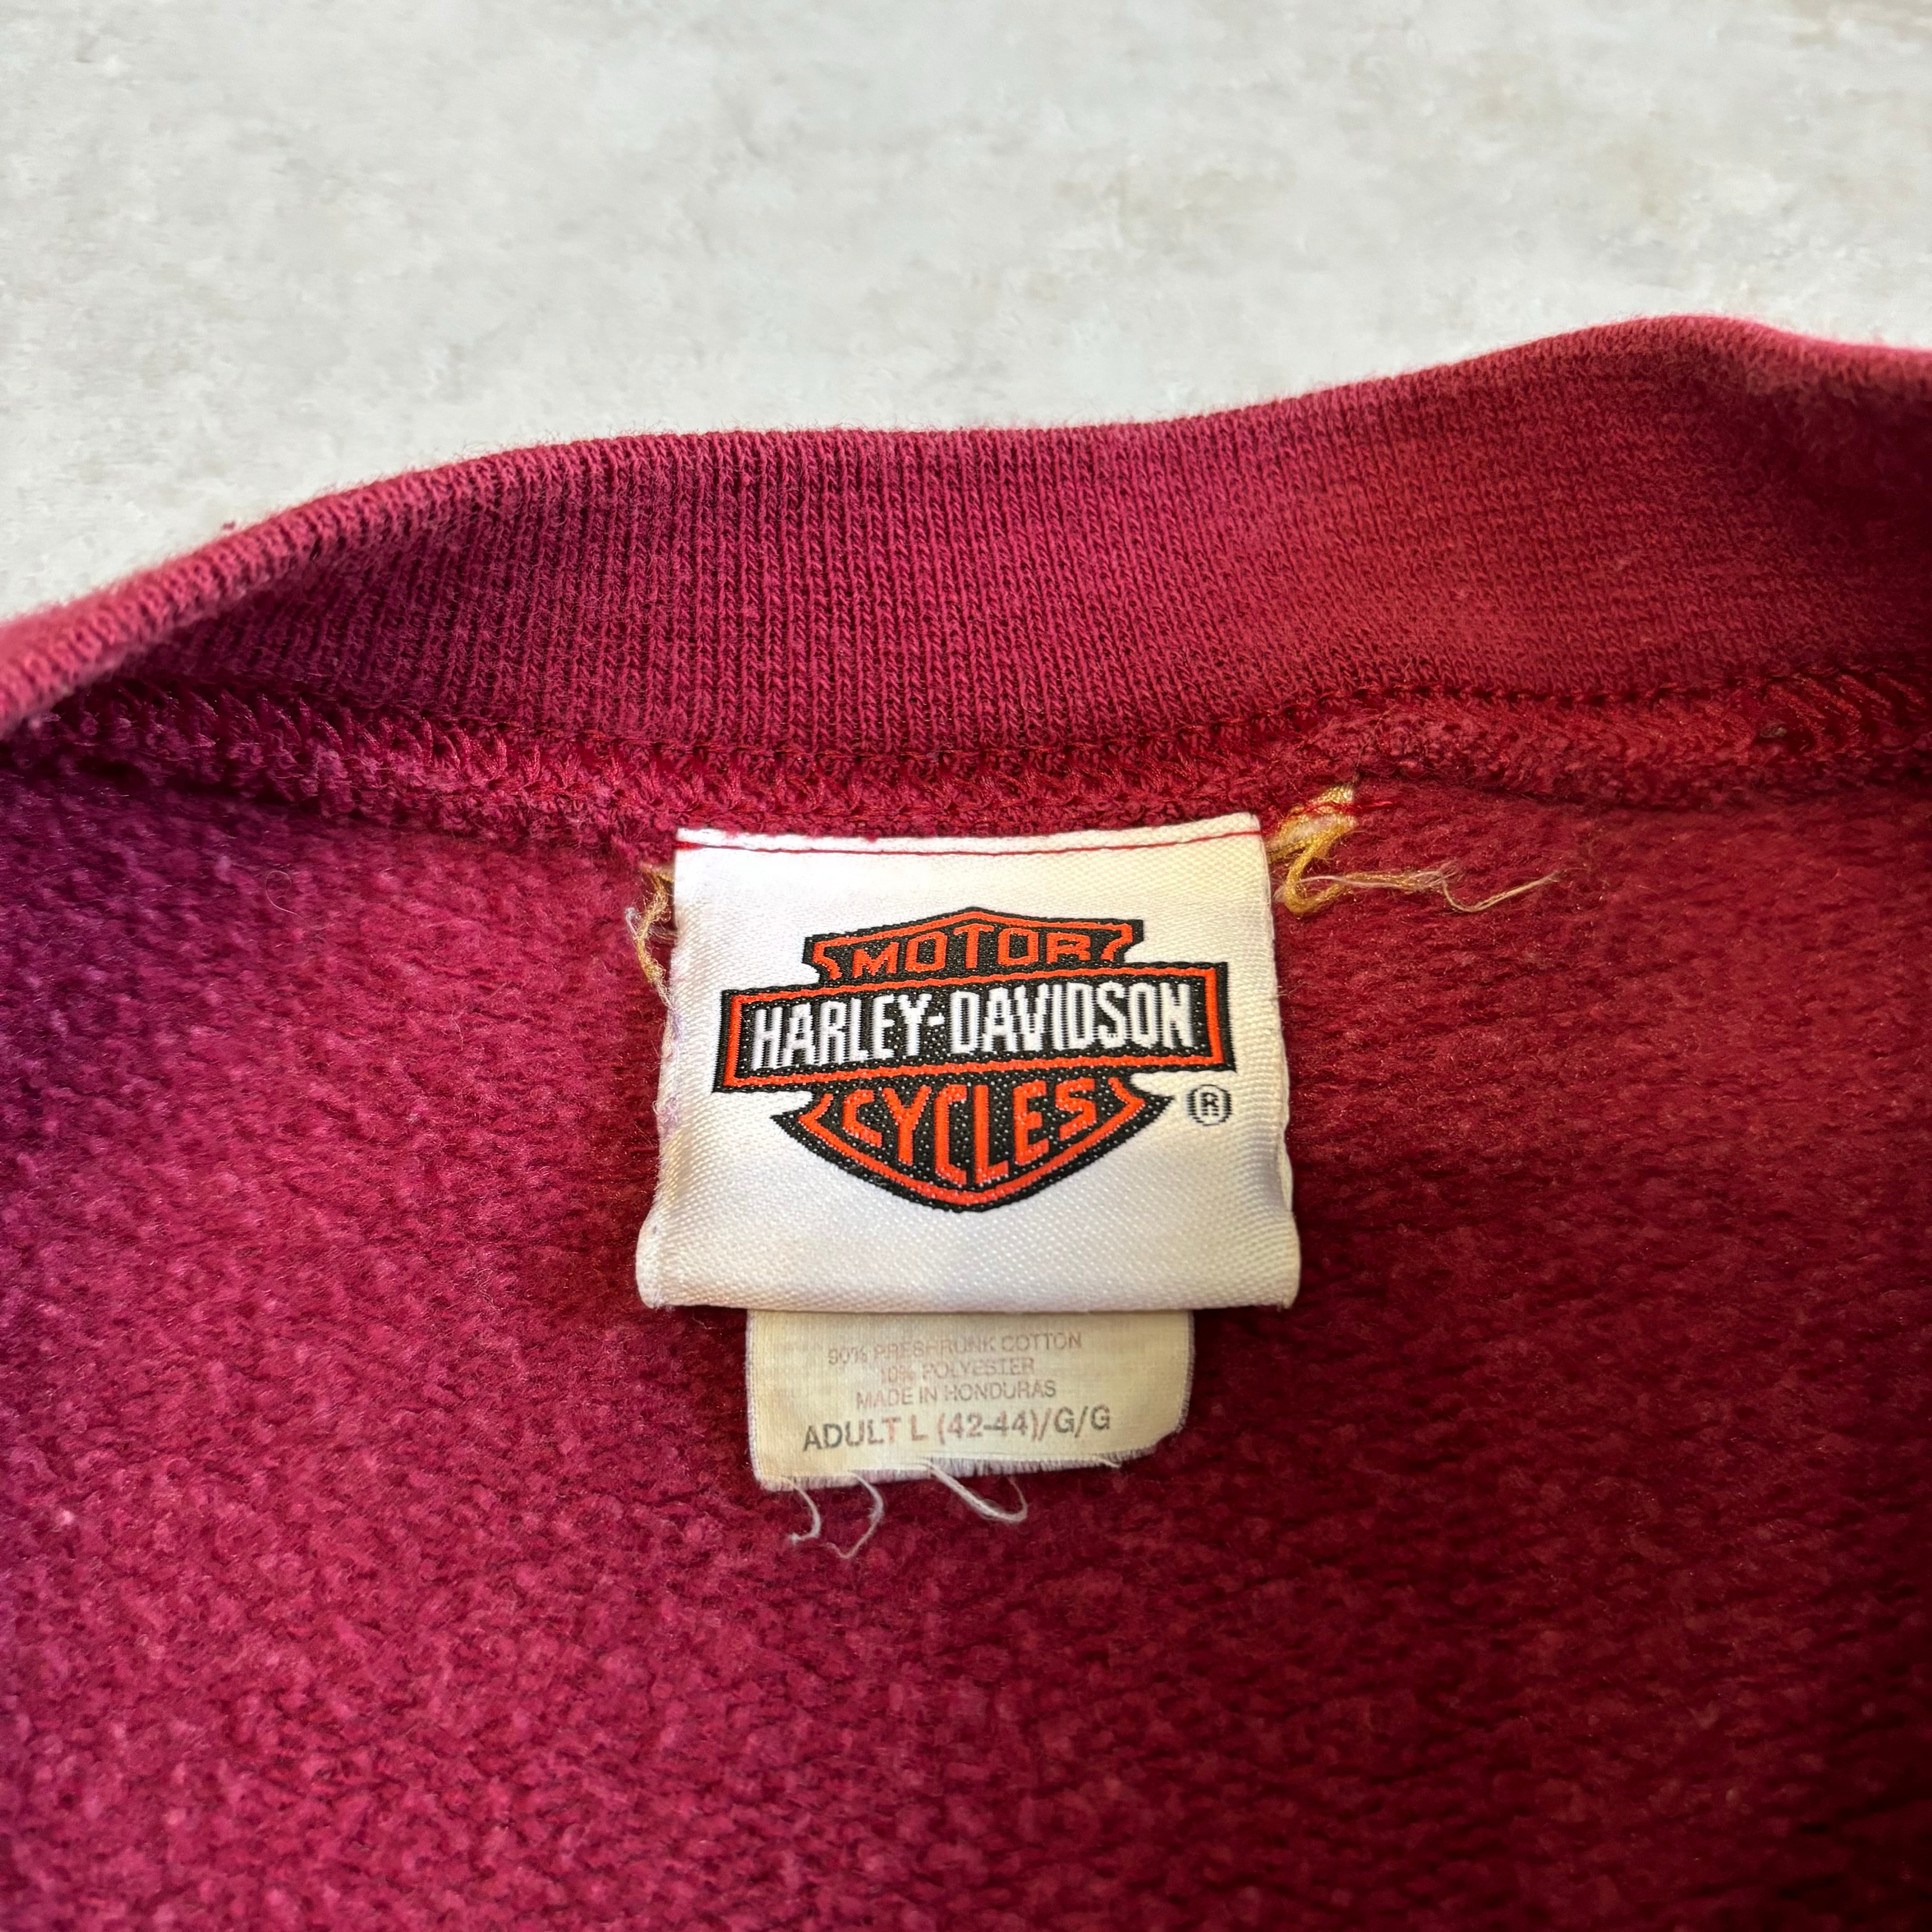 MOTOR
HARLEY-DAVIDSON
CYCLES
®
90% PRESHRUNK COTTON
10% POLYESTER
MADE IN HONDURAS
ADULT L (42-44)/G/G